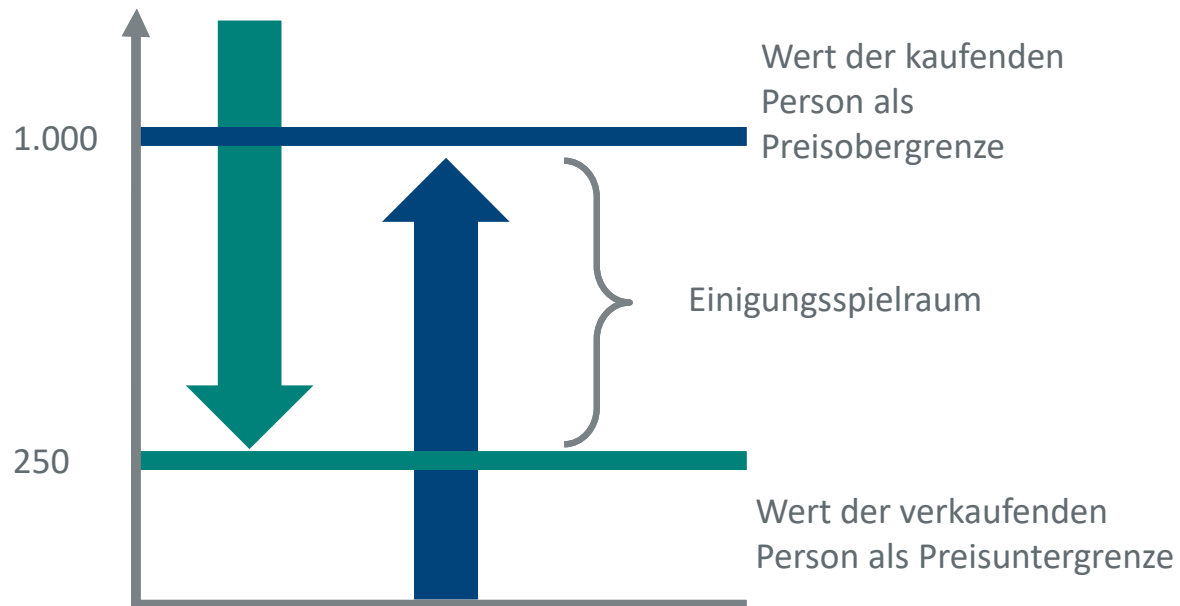 Wert der kaufenden
Person als
Preisobergrenze
1.000
Einigungsspielraum
250
Wert der verkaufenden
Person als Preisuntergrenze